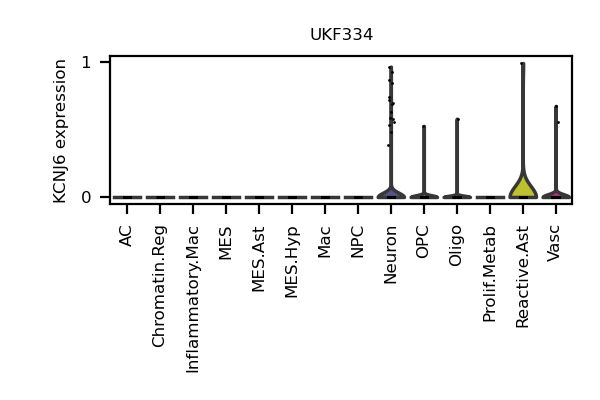 UKF334
KCNJ6 expression
1
0
AC
Chromatin.Reg
Inflammatory.Mac
MES
MES.Ast
MES.Hyp
Mac
NPC
Neuron
OPC
Oligo
Prolif.Metab
Reactive.Ast
Vasc